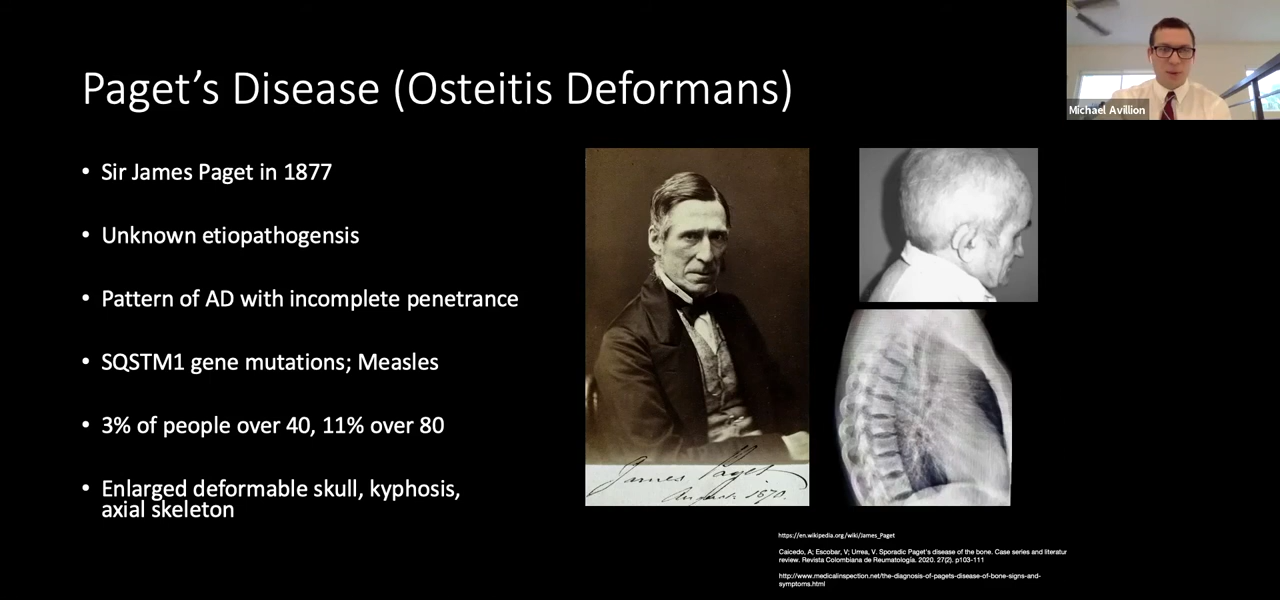 Paget’s Disease (Osteitis Deformans)
Michael Avillion
• Sir James Paget in 1877
• Unknown etiopathogensis
• Pattern of AD with incomplete penetrance
• SQSTM1 gene mutations; Measles
• 3% of people over 40, 11% over 80
• Enlarged deformable skull, kyphosis,
axial skeleton
James Paget
August. 1870.
https://en.wikipedia.org/wiki/James_Paget
Caicedo, A; Escobar, V; Urrea, V. Sporadic Paget's disease of the bone. Case series and literatur
review. Revista Colombiana de Reumatología. 2020. 27(2). p103-111
http://www.medicalinspection.net/the-diagnosis-of-pagets-disease-of-bone-signs-and-
symptoms.html